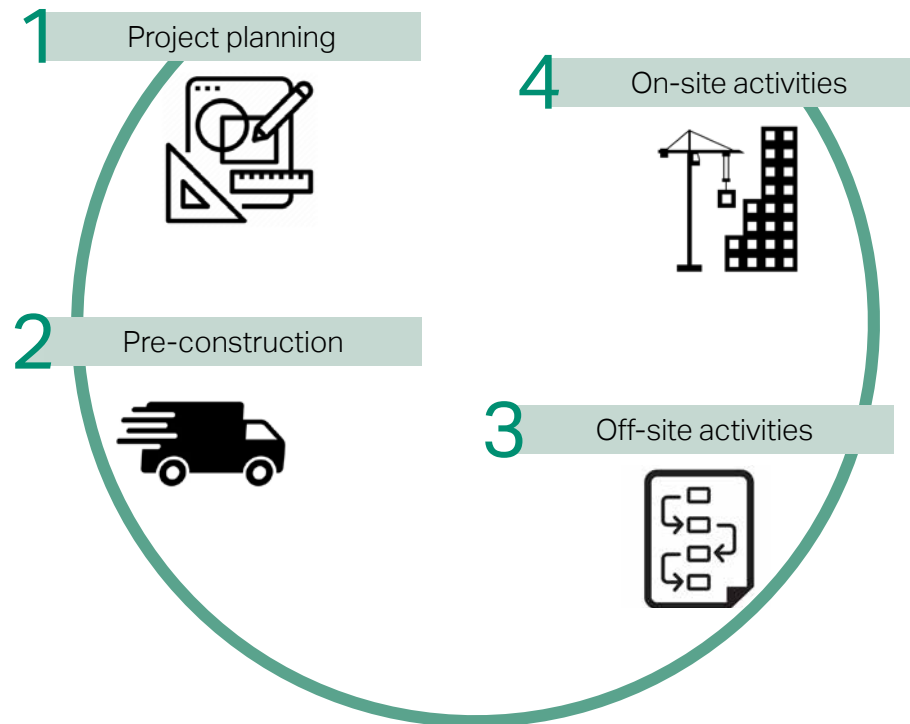 1 Project planning
2 Pre-construction
3 Off-site activities
4 On-site activities